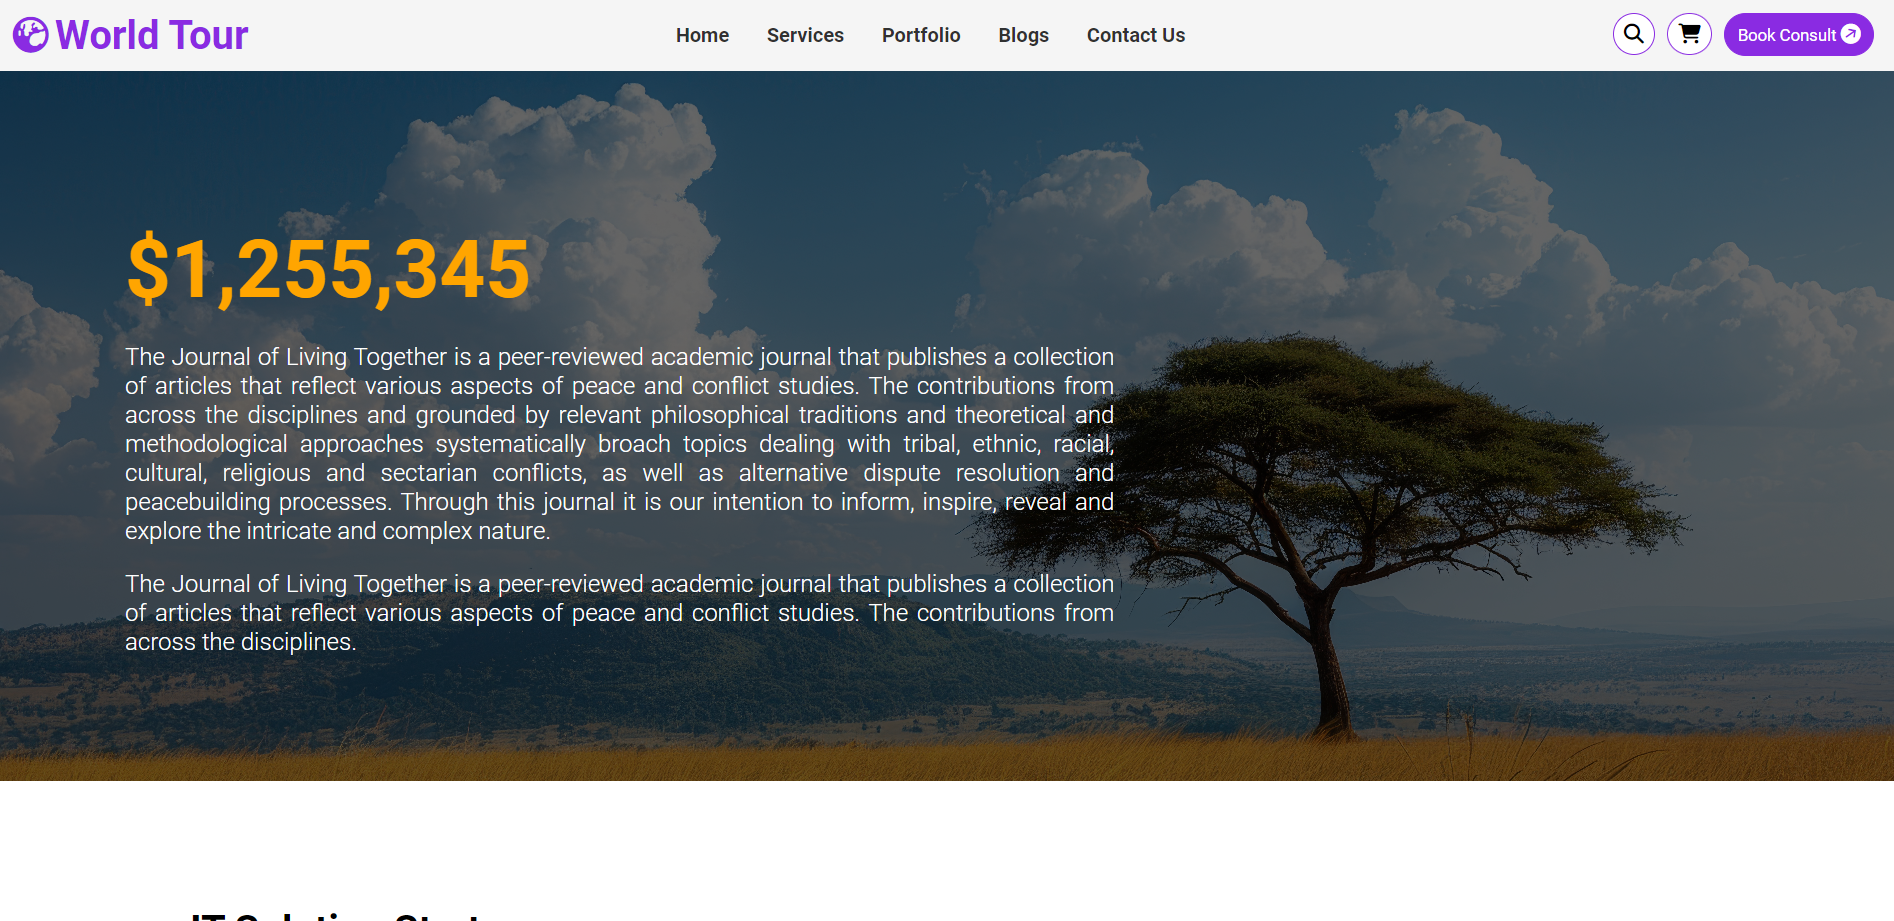 World Tour
Home Services Portfolio Blogs Contact Us
Book Consult
$1,255,345
The Journal of Living Together is a peer-reviewed academic journal that publishes a collection
of articles that reflect various aspects of peace and conflict studies. The contributions from
across the disciplines and grounded by relevant philosophical traditions and theoretical and
methodological approaches systematically broach topics dealing with tribal, ethnic, racial,
cultural, religious and sectarian conflicts, as well as alternative dispute resolution and
peacebuilding processes. Through this journal it is our intention to inform, inspire, reveal and
explore the intricate and complex nature.
The Journal of Living Together is a peer-reviewed academic journal that publishes a collection
of articles that reflect various aspects of peace and conflict studies. The contributions from
across the disciplines.